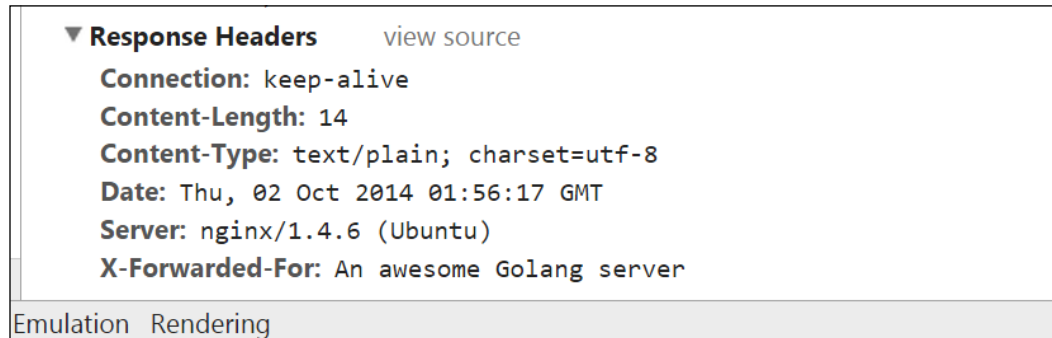 Response Headers view source
Connection: keep-alive
Content-Length: 14
Content-Type: text/plain; charset=utf-8
Date: Thu, 02 Oct 2014 01:56:17 GMT
Server: nginx/1.4.6 (Ubuntu)
X-Forwarded-For: An awesome Golang server
Emulation Rendering